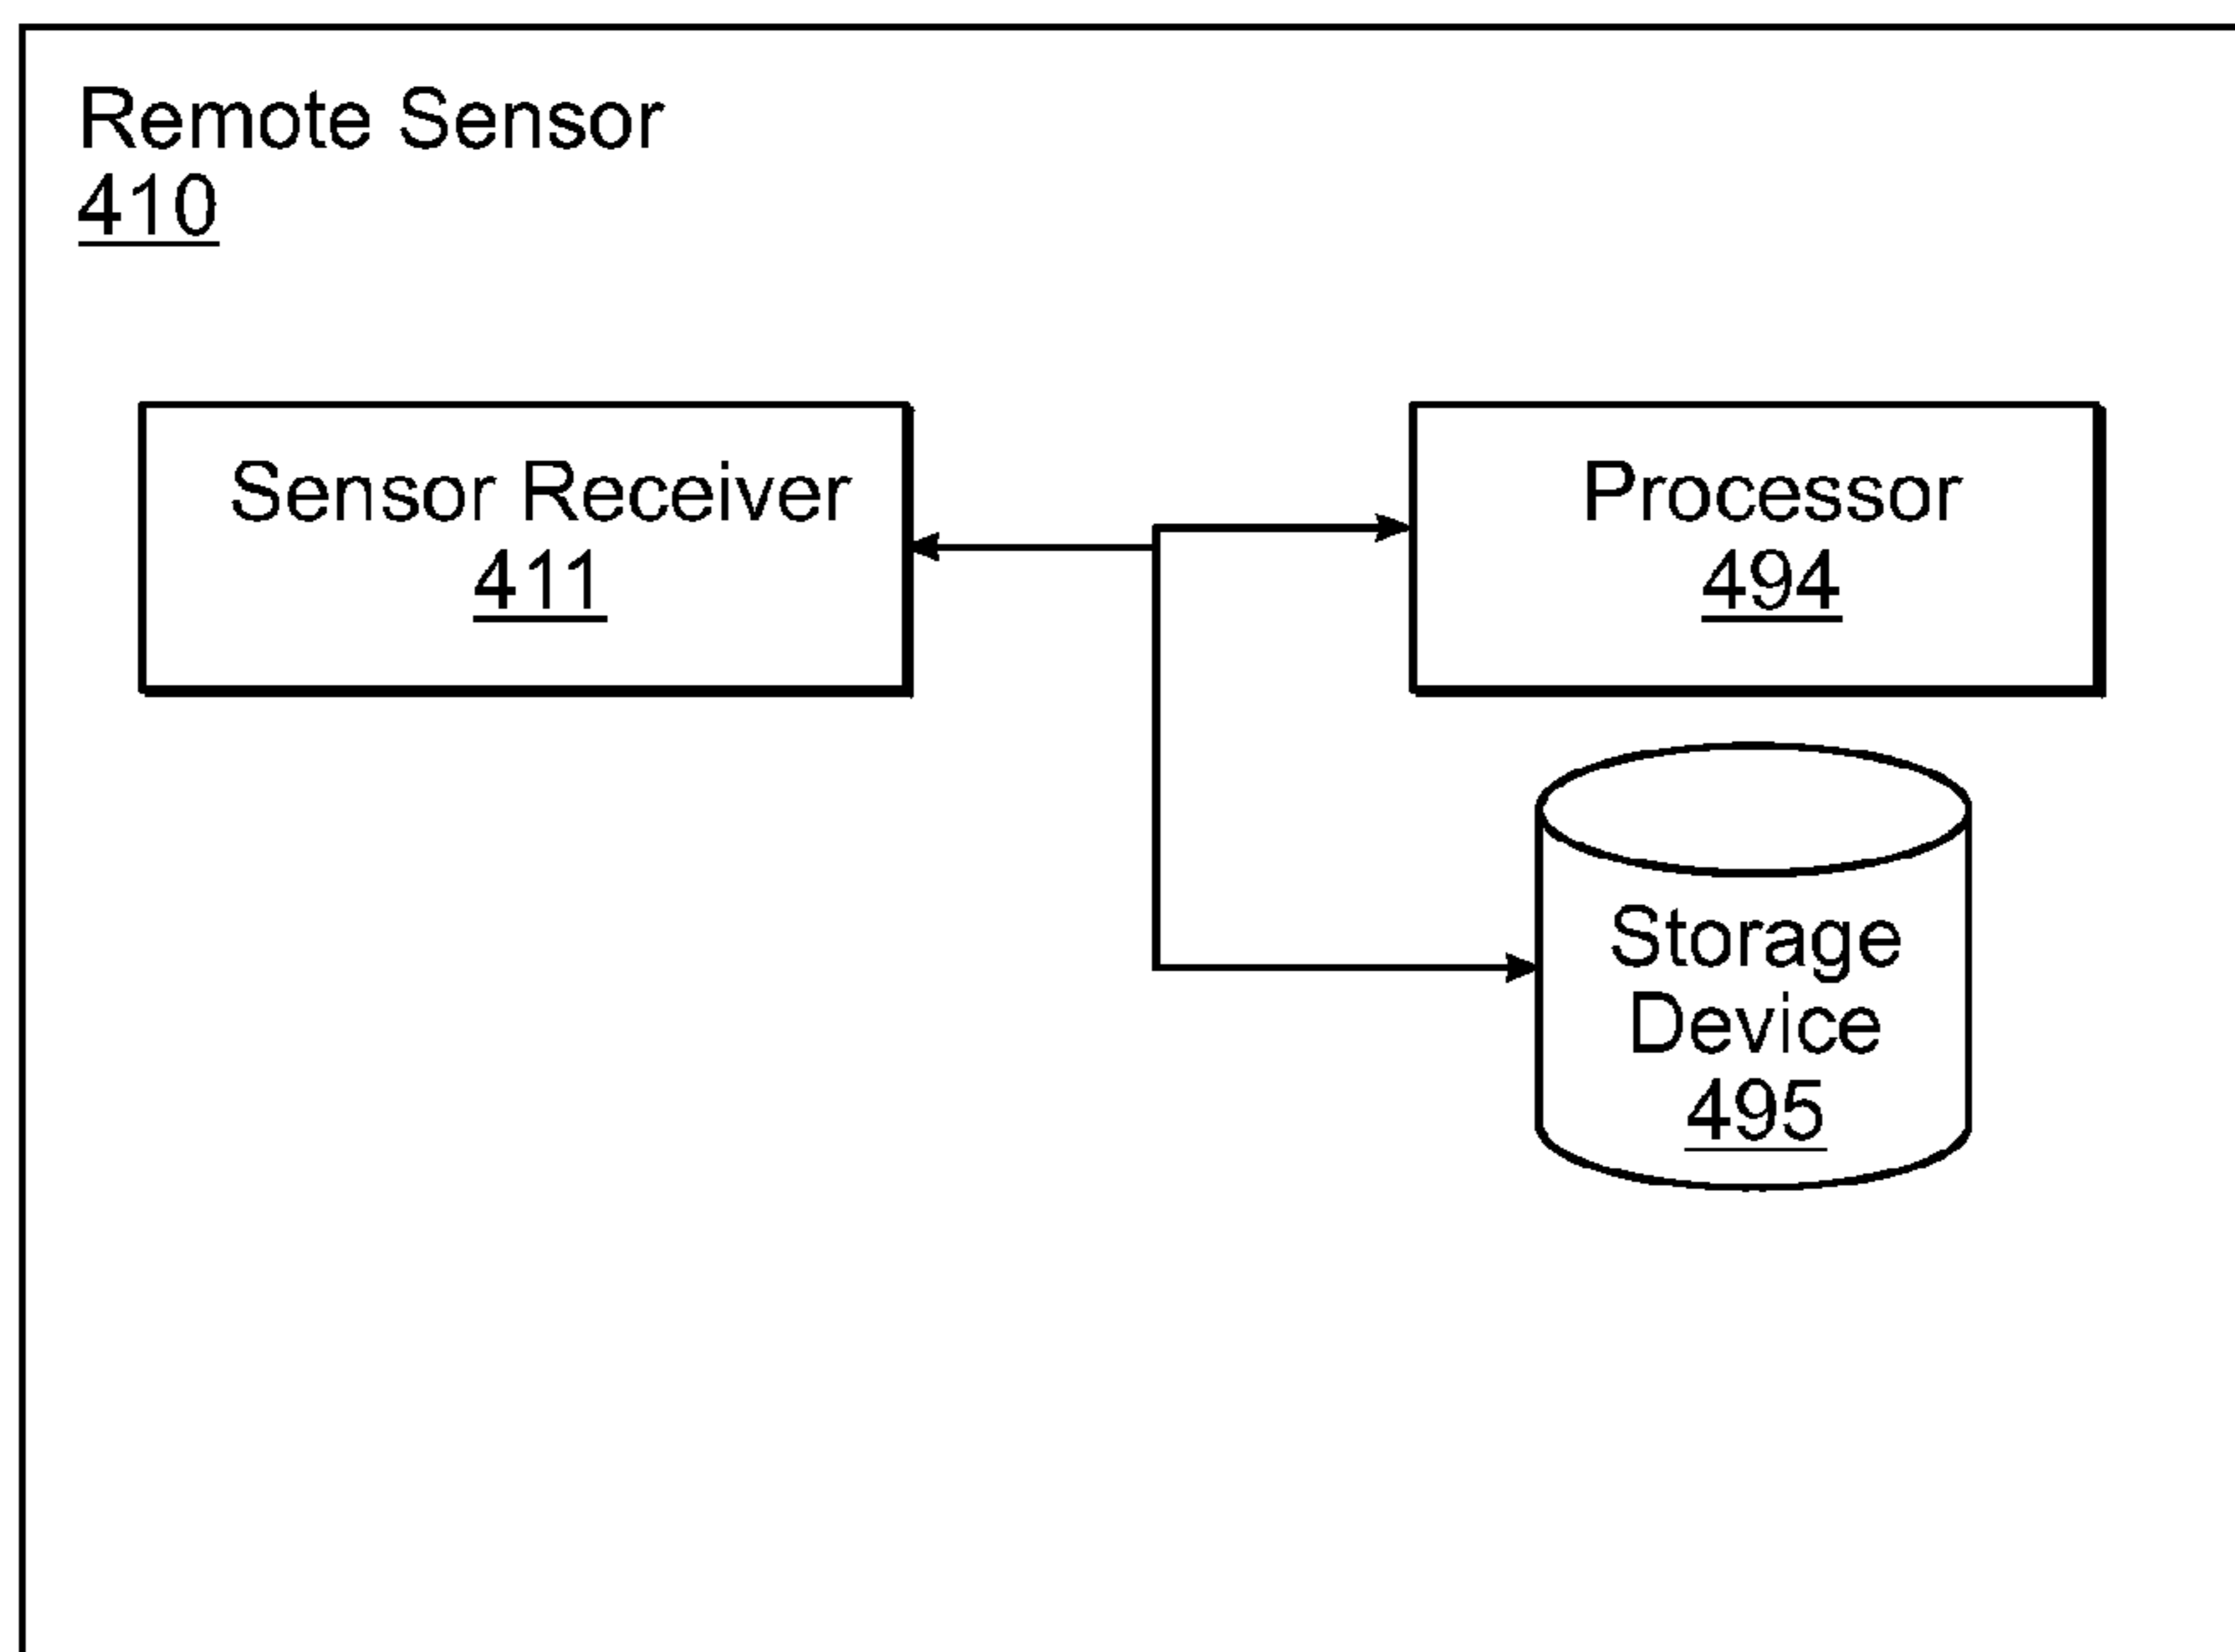 Remote Sensor
410
Sensor Receiver
411
Processor
494
Storage
Device
495